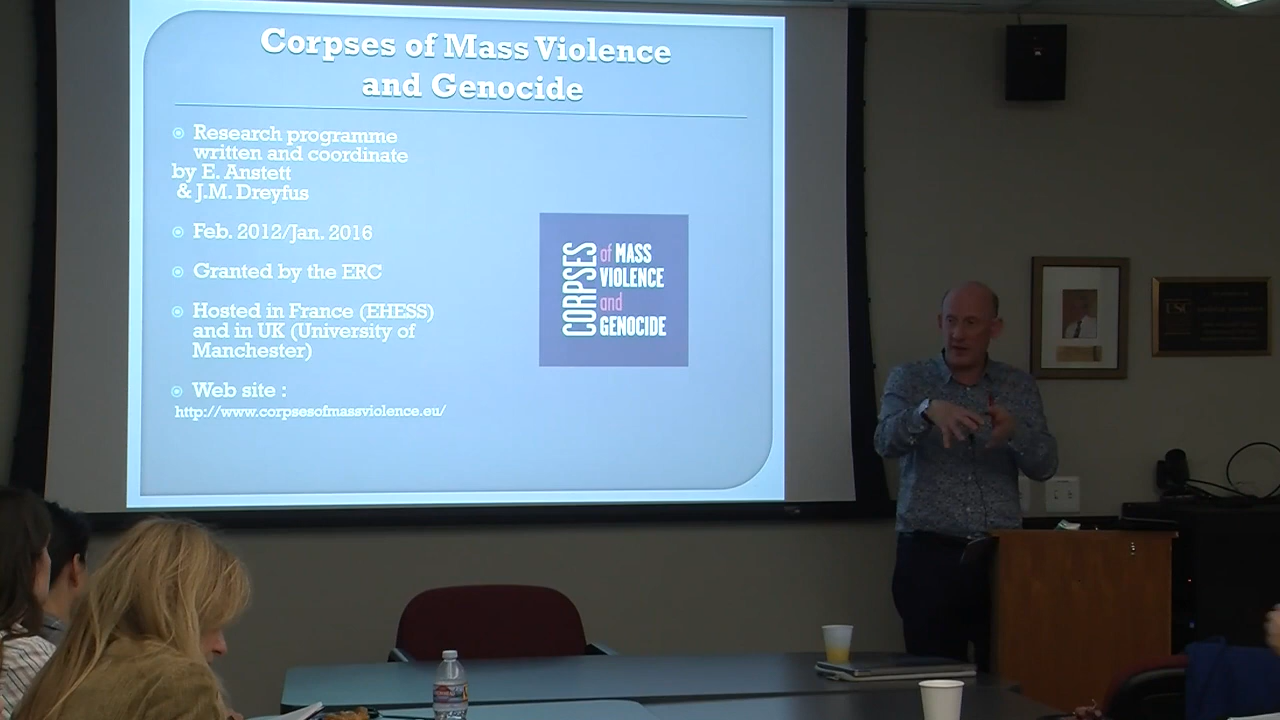 Corpses of Mass Violence
and Genocide
Research programme
written and coordinate
by E. Anstett
& J.M. Dreyfus
Feb. 2012/Jan. 2016
Granted by the ERC
Hosted in France (EHESS)
and in UK (University of
Manchester)
Web site :
http://www.corpsesofmassviolence.eu/
CORPSES
of MASS
VIOLENCE
and
GENOCIDE
USC